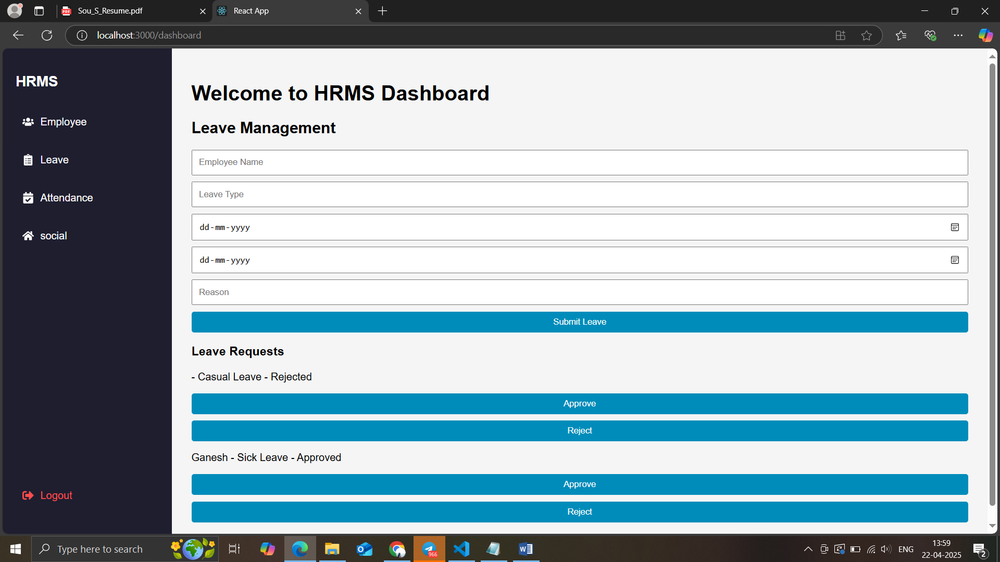 Sou_S_Resume.pdf
React App
localhost:3000/dashboard
HRMS
Employee
Leave
Attendance
social
Logout
Welcome to HRMS Dashboard
Leave Management
Employee Name
Leave Type
dd-mm-yyyy
dd-mm-yyyy
Reason
Submit Leave
Leave Requests
- Casual Leave - Rejected
Approve
Reject
Ganesh - Sick Leave - Approved
Approve
Reject
Type here to search
966
ENG
13:59
22-04-2025
2